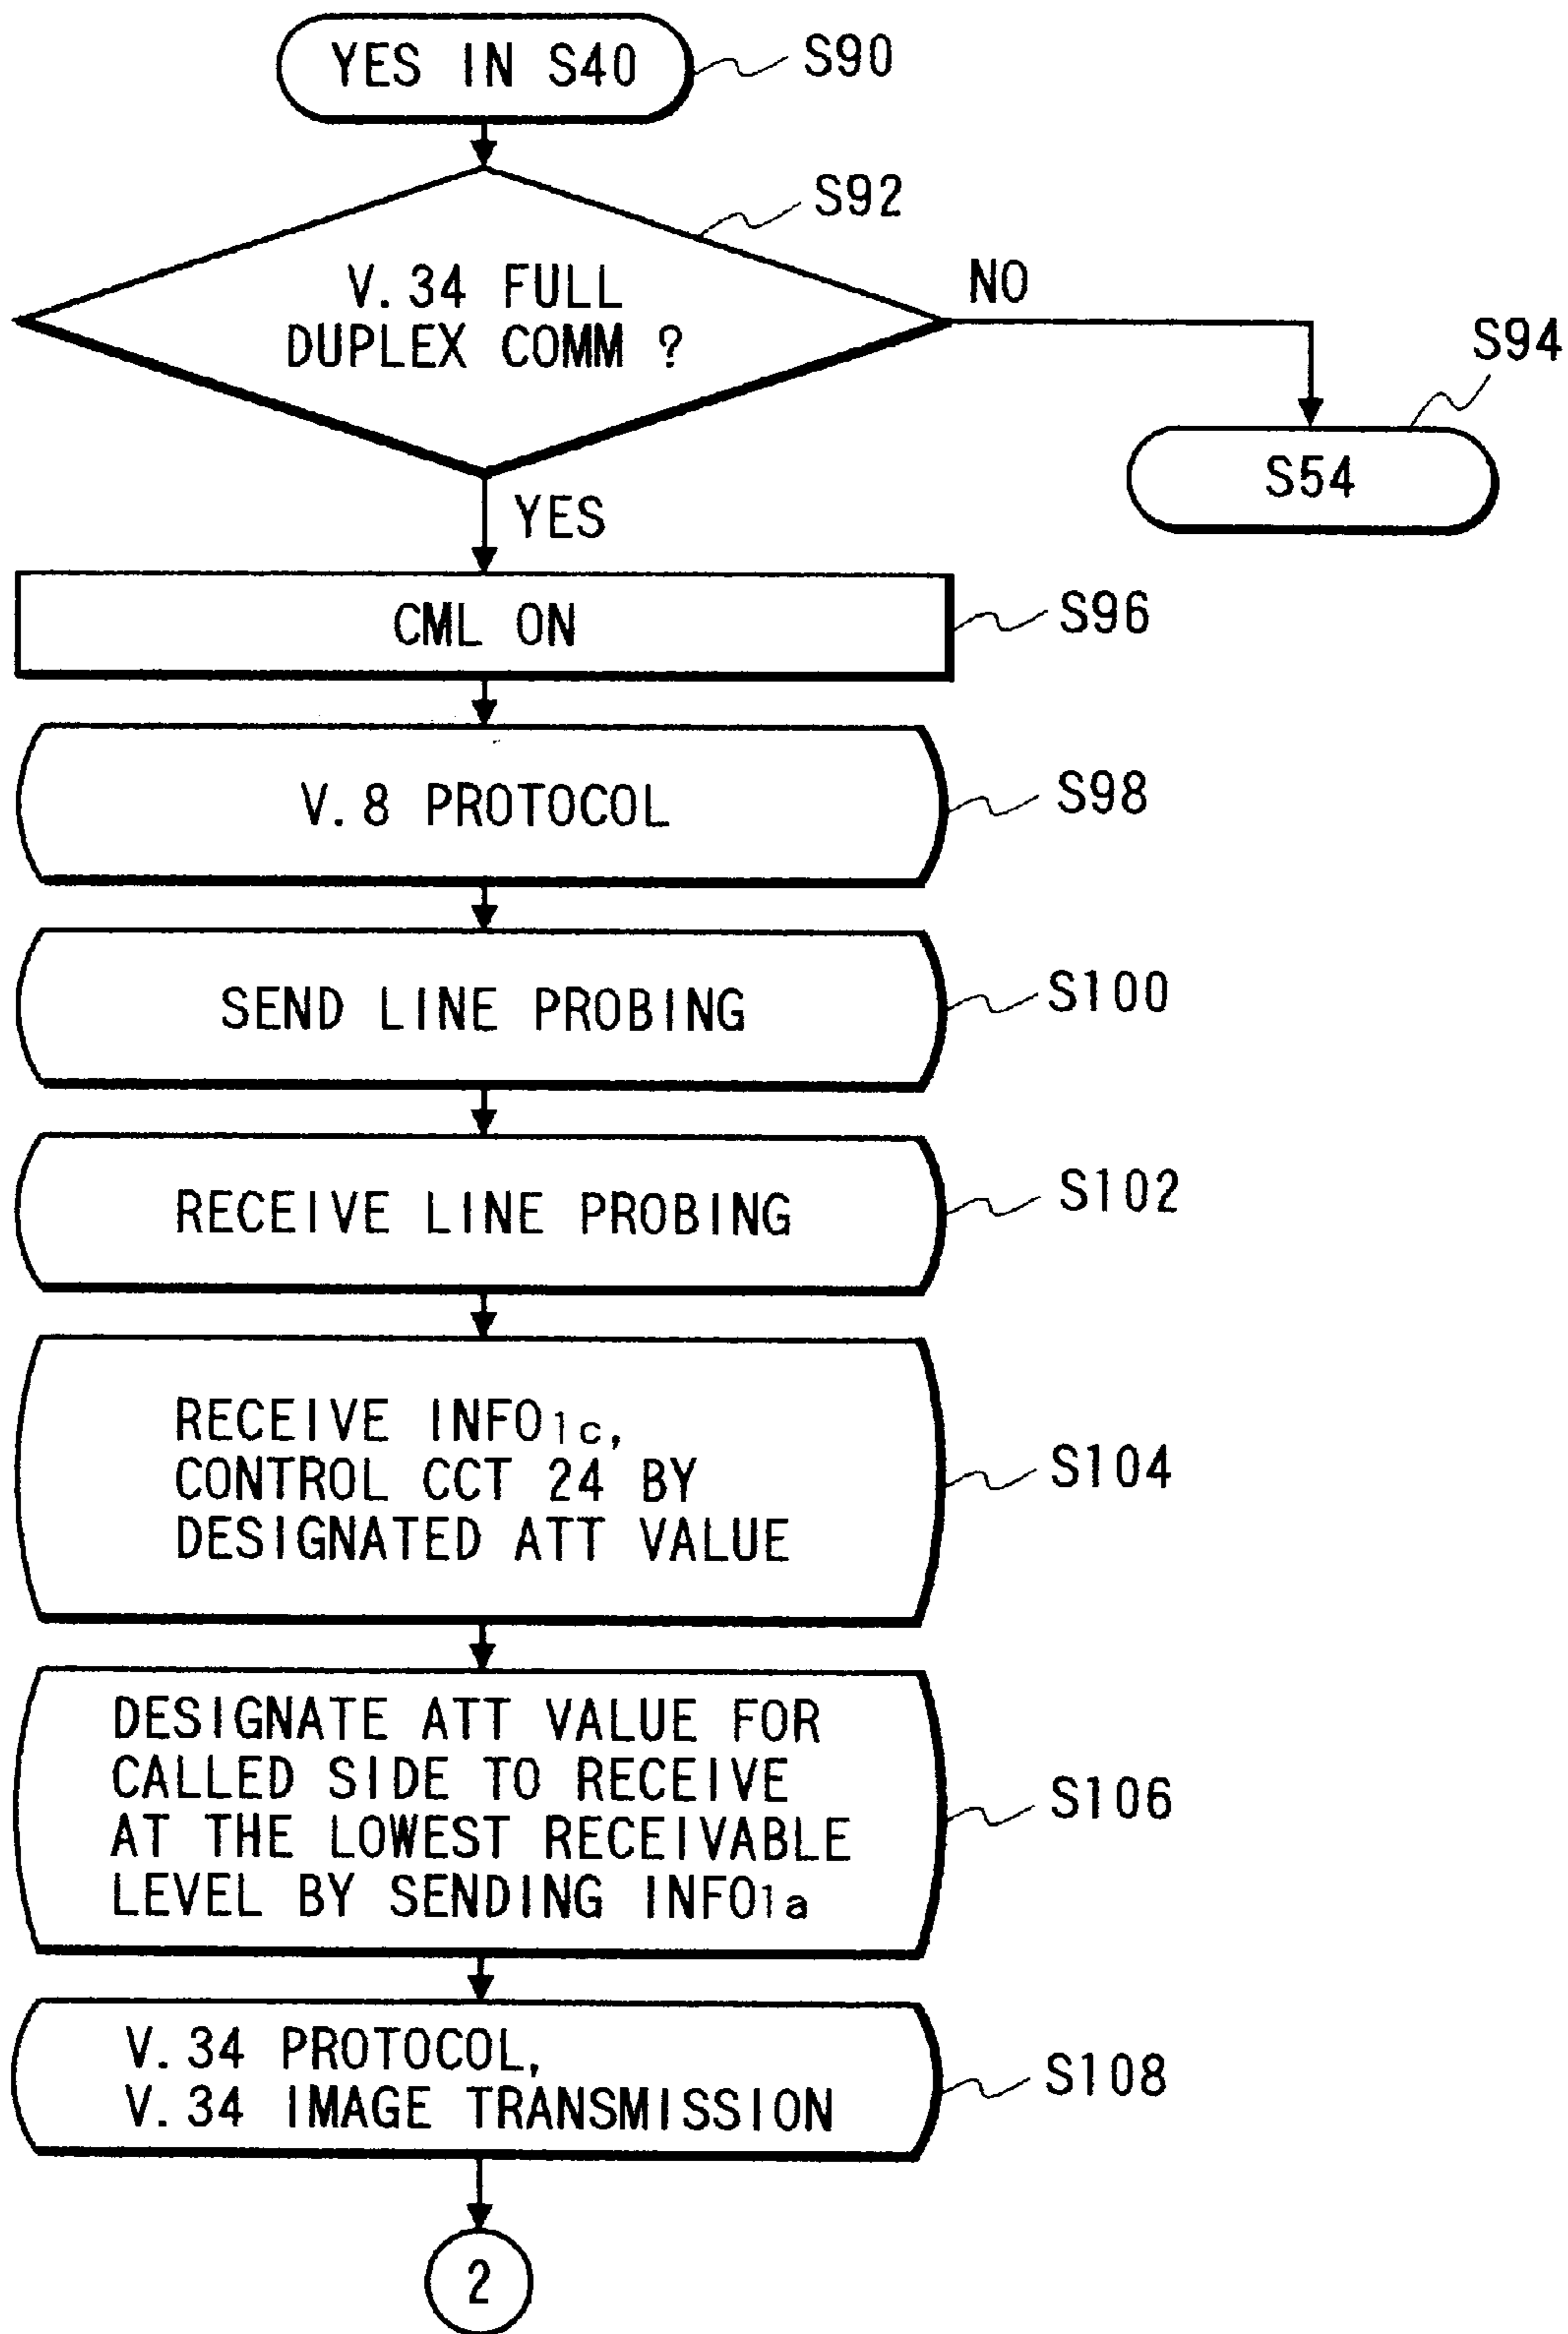 YES IN S40
S90
S92
V.34 FULL
DUPLEX COMM ?
NO
S94
S54
YES
CML ON
S96
V.8 PROTOCOL
S98
SEND LINE PROBING
S100
RECEIVE LINE PROBING
S102
RECEIVE INFO1c,
CONTROL CCT 24 BY
DESIGNATED ATT VALUE
S104
DESIGNATE ATT VALUE FOR
CALLED SIDE TO RECEIVE
AT THE LOWEST RECEIVABLE
LEVEL BY SENDING INFO1a
S106
V.34 PROTOCOL,
V.34 IMAGE TRANSMISSION
S108
2